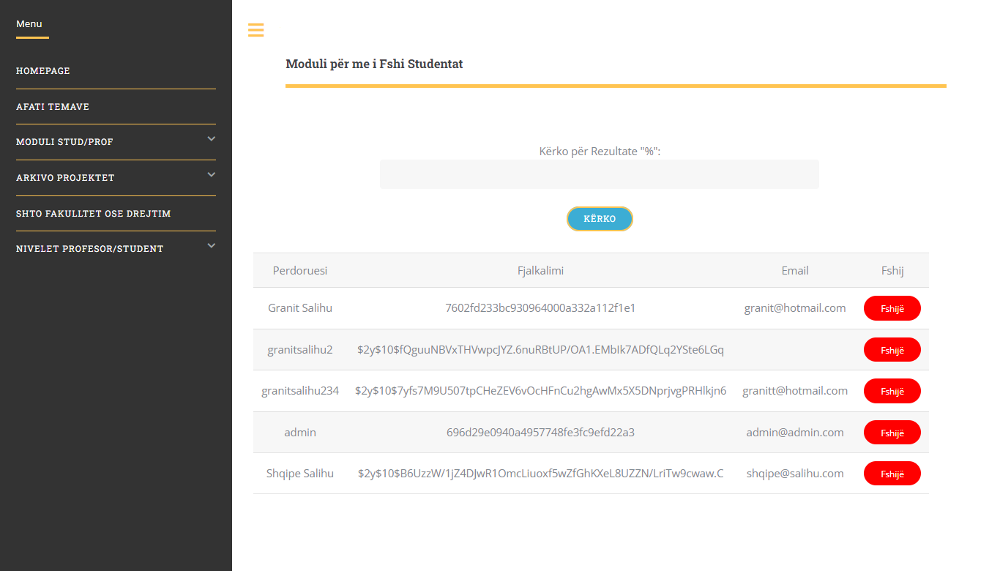 Menu
HOMEPAGE
AFATI TEMAVE
MODULI STUD/PROF
ARKIVO PROJEKTET
SHTO FAKULLTET OSE DREJTIM
NIVELET PROFESOR/STUDENT
Moduli për me i Fshi Studentat
Kërko për Rezultate "%":
KËRKO
Perdoruesi Fjalkalimi Email Fshij
Granit Salihu 7602fd233bc930964000a332a112f1e1 granit@hotmail.com Fshijë
granitsalihu2 $2y$10$fQguuNBVxTHVwpcJYZ.6nuRBtUP/OA1.EMbIk7ADfQLq2YSte6LGq Fshijë
granitsalihu234 $2y$10$7yfs7M9U507tpCHeZEV6vOcHFnCu2hgAwMx5X5DNprjvgPRHlkjn6 granitt@hotmail.com Fshijë
admin 696d29e0940a4957748fe3fc9efd22a3 admin@admin.com Fshijë
Shqipe Salihu $2y$10$B6UzzW/1jZ4DJwR1OmcLiuoxf5wZfGhKXeL8UZZN/LriTw9cwaw.C shqipe@salihu.com Fshijë